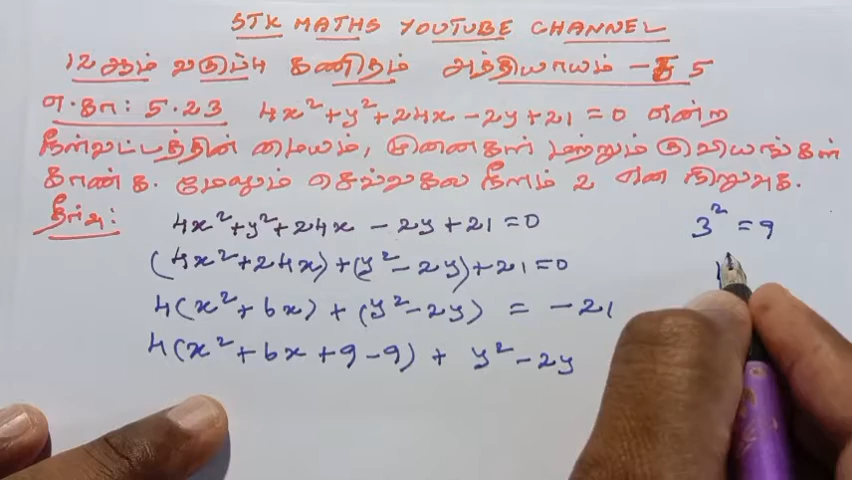 STK MATHS YOUTUBE CHANNEL
12 ஆம் வகுப்பு கணிதம் அத்தியாயம் - 5
எ.கா: 5.23 4x²+y²+24x-2y+21=0 என்ற
நீள்வட்டத்தின் மையம், முனைகள் மற்றும் குவியங்கள்
காண்க. மேலும் செவ்வகல நீளம் 2 என நிறுவுக.
தீர்வு: 4x²+y²+24x-2y+21=0 3²=9
(4x²+24x)+(y²-2y)+21=0 1
4(x²+6x)+(y²-2y) = -21
4(x²+6x+9-9)+ y²-2y